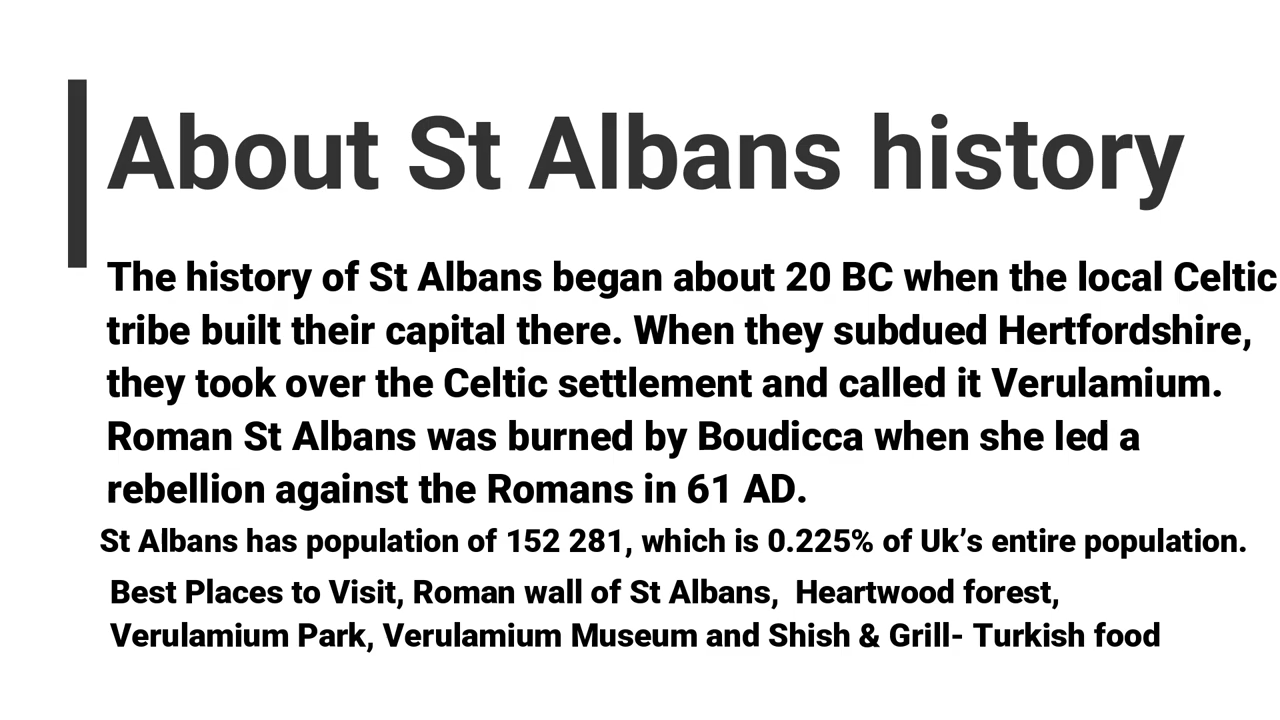 About St Albans history
The history of St Albans began about 20 BC when the local Celtic
tribe built their capital there. When they subdued Hertfordshire,
they took over the Celtic settlement and called it Verulamium.
Roman St Albans was burned by Boudicca when she led a
rebellion against the Romans in 61 AD.
St Albans has population of 152 281, which is 0.225% of Uk’s entire population.
Best Places to Visit, Roman wall of St Albans,  Heartwood forest,
Verulamium Park, Verulamium Museum and Shish & Grill- Turkish food